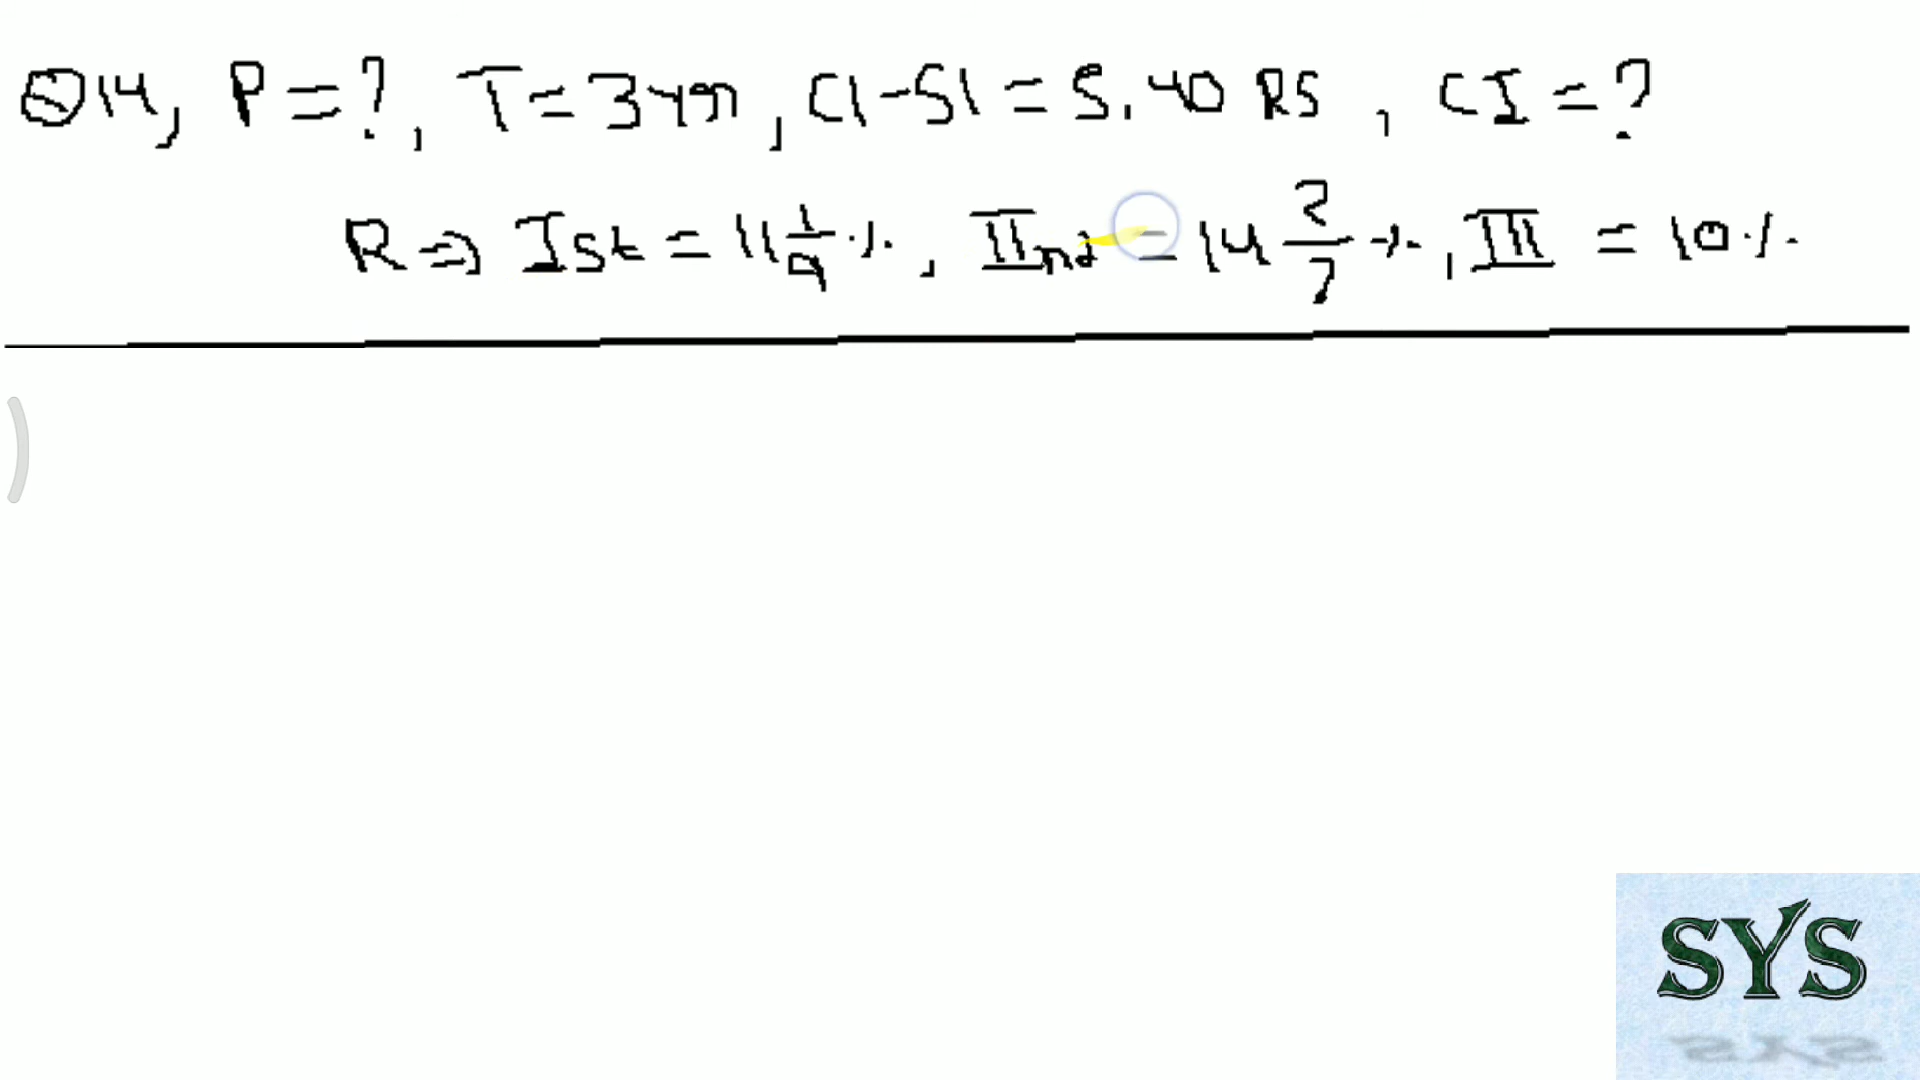 Q14, P = ?, T = 3 yrs, CI - SI = 5.40 RS, CI = ?
R ⇒ Ist = 11 1/9 %, IInd = 14 2/7 %, III = 10 %
SYS